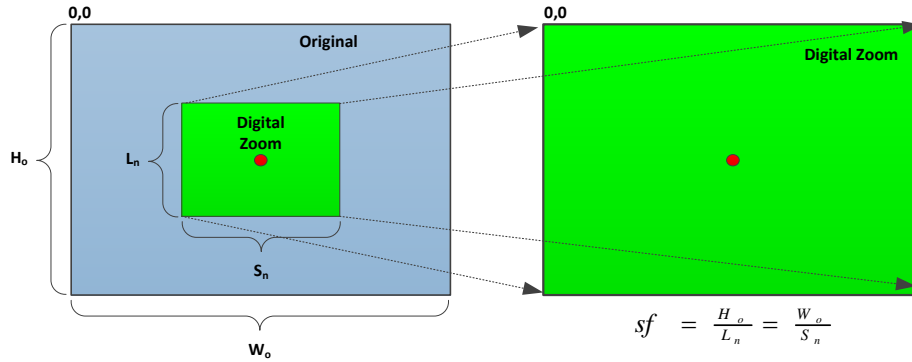 0,0
Original
Digital
Zoom
Hₒ
Lₙ
Sₙ
Wₒ
0,0
Digital Zoom
sf = Hₒ/Lₙ = Wₒ/Sₙ